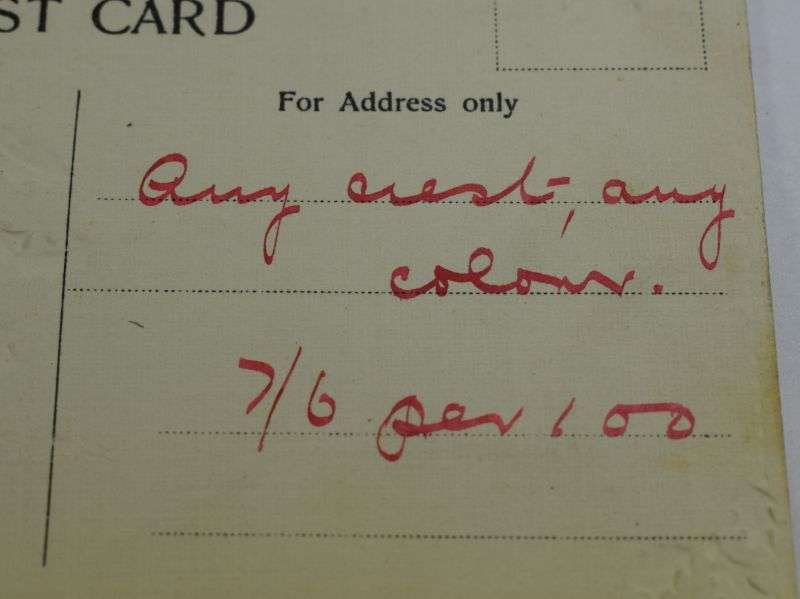 ST CARD
For Address only
Any crest, any
colour.
7/6 per 100